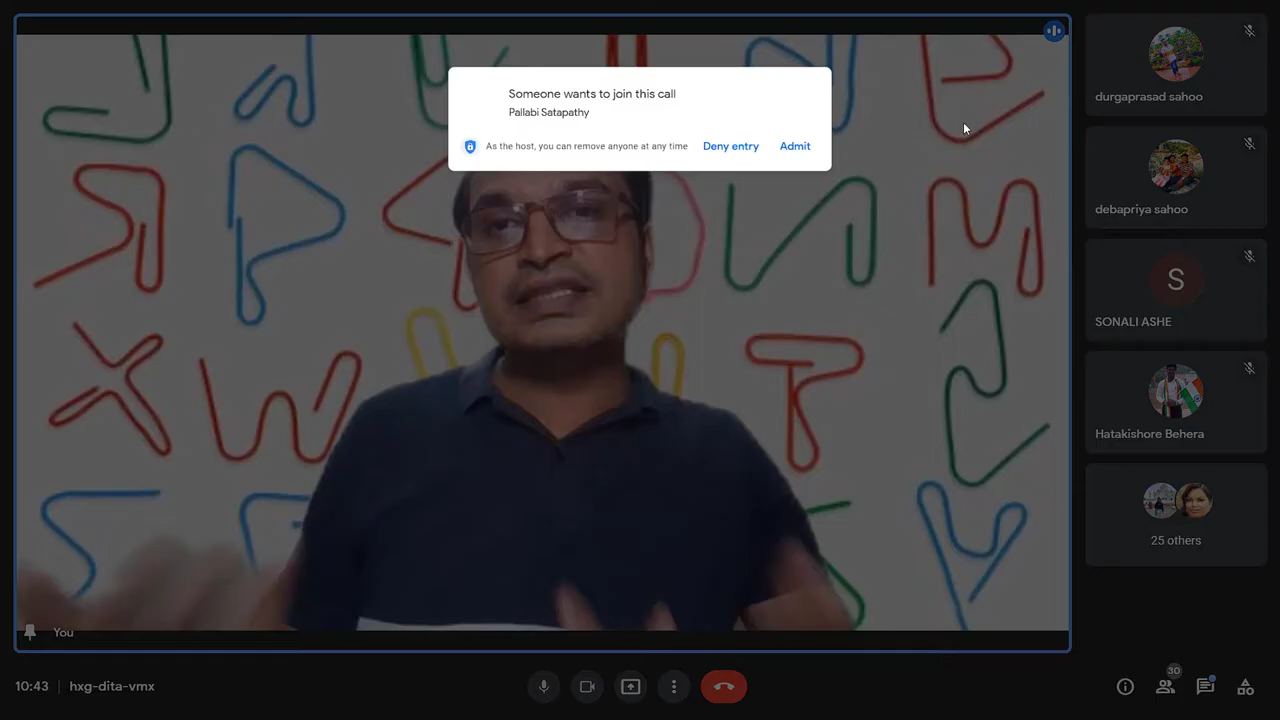 Someone wants to join this call
Pallabi Satapathy
As the host, you can remove anyone at any time
Deny entry
Admit
durgaprasad sahoo
debapriya sahoo
S
SONALI ASHE
Hatakishore Behera
25 others
You
10:43 | hxg-dita-vmx
30